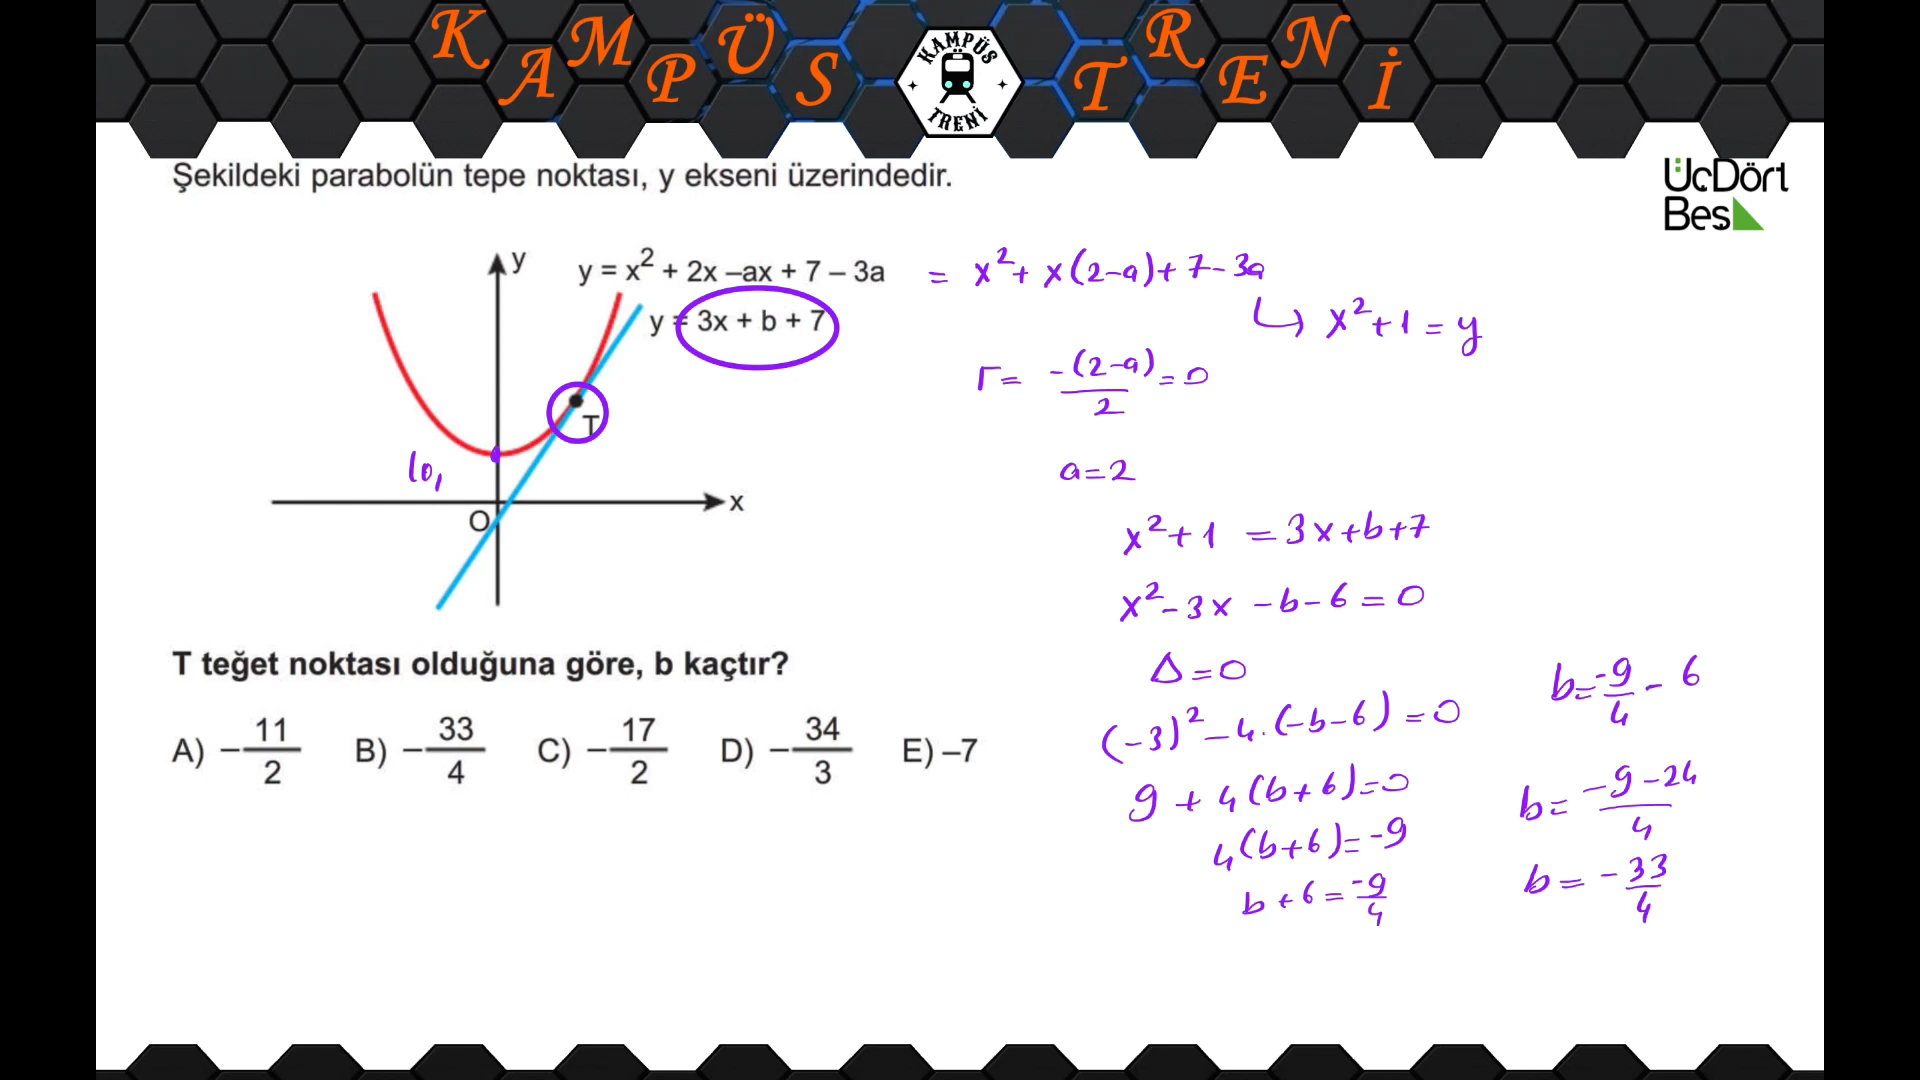 KAMPÜS TRENİ
KAMPÜS
TRENİ
Şekildeki parabolün tepe noktası, y ekseni üzerindedir.
ÜçDört
Beş
y
y = x² + 2x –ax + 7 – 3a
= x² + x(2-a) + 7 - 3a
y = 3x + b + 7
↳ x² + 1 = y
r = -(2-a)/2 = 0
T
(0,
a = 2
x
O
x² + 1 = 3x + b + 7
x² - 3x - b - 6 = 0
T teğet noktası olduğuna göre, b kaçtır?
Δ = 0
(-3)² - 4.(-b-6) = 0
A) –11/2 B) –33/4 C) –17/2 D) –34/3 E) –7
9 + 4(b+6) = 0
4(b+6) = -9
b + 6 = -9/4
b = -9/4 - 6
b = -9-24/4
b = -33/4